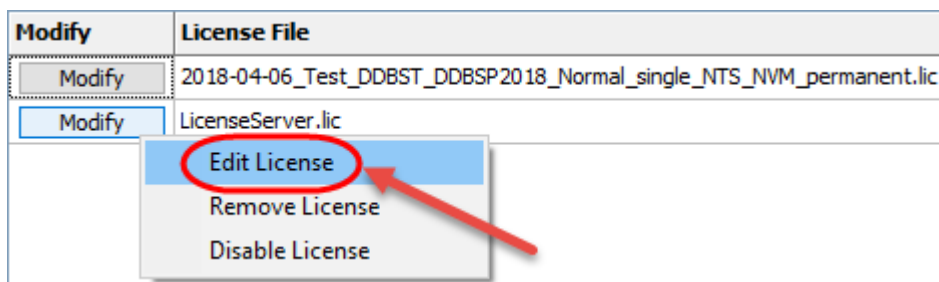 Modify License File
Modify 2018-04-06_Test_DDBST_DDBSP2018_Normal_single_NTS_NVM_permanent.lic
Modify LicenseServer.lic
Edit License
Remove License
Disable License